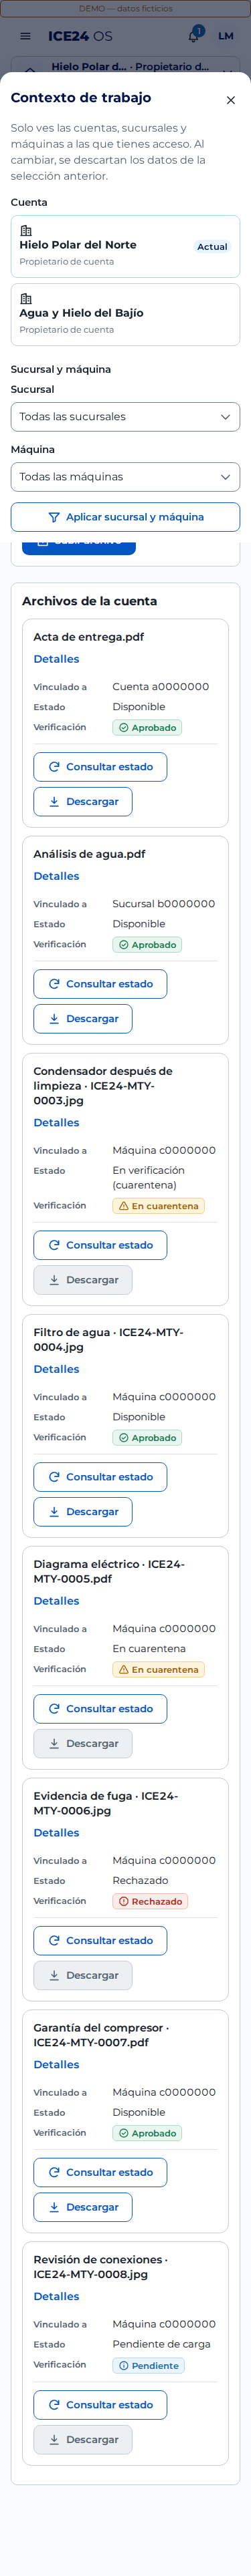 DEMO — datos ficticios
ICE24 OS
1
LM
Hielo Polar d... · Propietario d...
Contexto de trabajo
Solo ves las cuentas, sucursales y
máquinas a las que tienes acceso. Al
cambiar, se descartan los datos de la
selección anterior.
Cuenta
Hielo Polar del Norte
Actual
Propietario de cuenta
Agua y Hielo del Bajío
Propietario de cuenta
Sucursal y máquina
Sucursal
Todas las sucursales
Máquina
Todas las máquinas
Aplicar sucursal y máquina
Archivos de la cuenta
Acta de entrega.pdf
Detalles
Vinculado a Cuenta a0000000
Estado Disponible
Verificación Aprobado
Consultar estado
Descargar
Análisis de agua.pdf
Detalles
Vinculado a Sucursal b0000000
Estado Disponible
Verificación Aprobado
Consultar estado
Descargar
Condensador después de
limpieza · ICE24-MTY-
0003.jpg
Detalles
Vinculado a Máquina c0000000
Estado En verificación
(cuarentena)
Verificación En cuarentena
Consultar estado
Descargar
Filtro de agua · ICE24-MTY-
0004.jpg
Detalles
Vinculado a Máquina c0000000
Estado Disponible
Verificación Aprobado
Consultar estado
Descargar
Diagrama eléctrico · ICE24-
MTY-0005.pdf
Detalles
Vinculado a Máquina c0000000
Estado En cuarentena
Verificación En cuarentena
Consultar estado
Descargar
Evidencia de fuga · ICE24-
MTY-0006.jpg
Detalles
Vinculado a Máquina c0000000
Estado Rechazado
Verificación Rechazado
Consultar estado
Descargar
Garantía del compresor ·
ICE24-MTY-0007.pdf
Detalles
Vinculado a Máquina c0000000
Estado Disponible
Verificación Aprobado
Consultar estado
Descargar
Revisión de conexiones ·
ICE24-MTY-0008.jpg
Detalles
Vinculado a Máquina c0000000
Estado Pendiente de carga
Verificación Pendiente
Consultar estado
Descargar